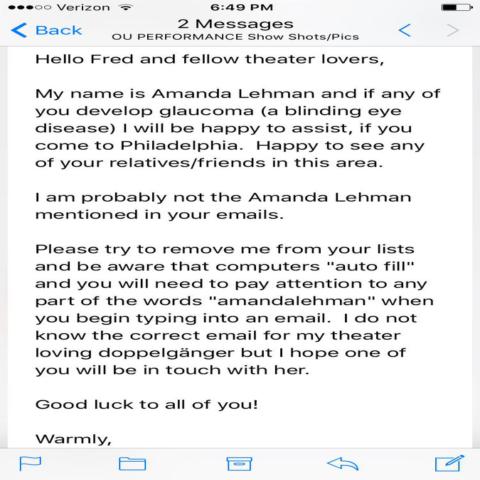 Verizon 6:49 PM
Back 2 Messages
OU PERFORMANCE Show Shots/Pics
Hello Fred and fellow theater lovers,
My name is Amanda Lehman and if any of
you develop glaucoma (a blinding eye
disease) I will be happy to assist, if you
come to Philadelphia. Happy to see any
of your relatives/friends in this area.
I am probably not the Amanda Lehman
mentioned in your emails.
Please try to remove me from your lists
and be aware that computers "auto fill"
and you will need to pay attention to any
part of the words "amandalehman" when
you begin typing into an email. I do not
know the correct email for my theater
loving doppelgänger but I hope one of
you will be in touch with her.
Good luck to all of you!
Warmly,